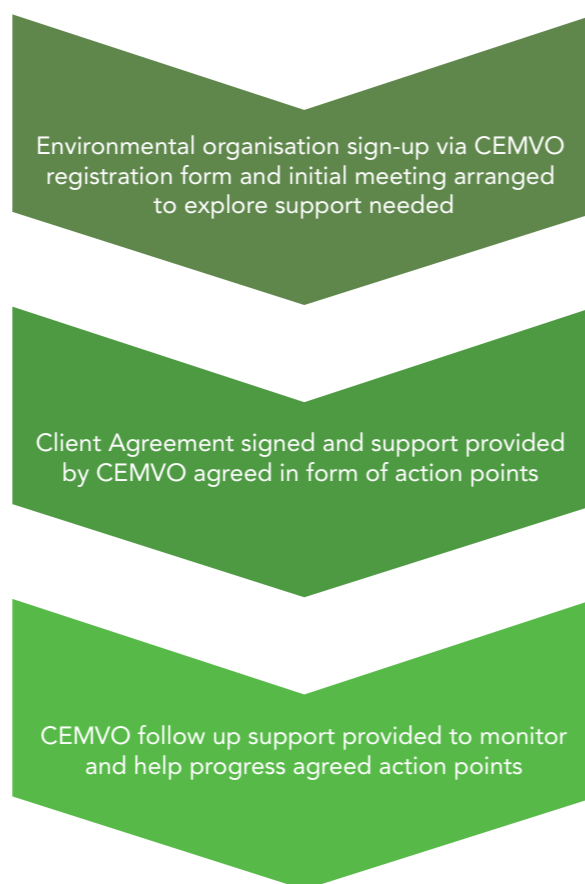 Environmental organisation sign-up via CEMVO
registration form and initial meeting arranged
to explore support needed
Client Agreement signed and support provided
by CEMVO agreed in form of action points
CEMVO follow up support provided to monitor
and help progress agreed action points